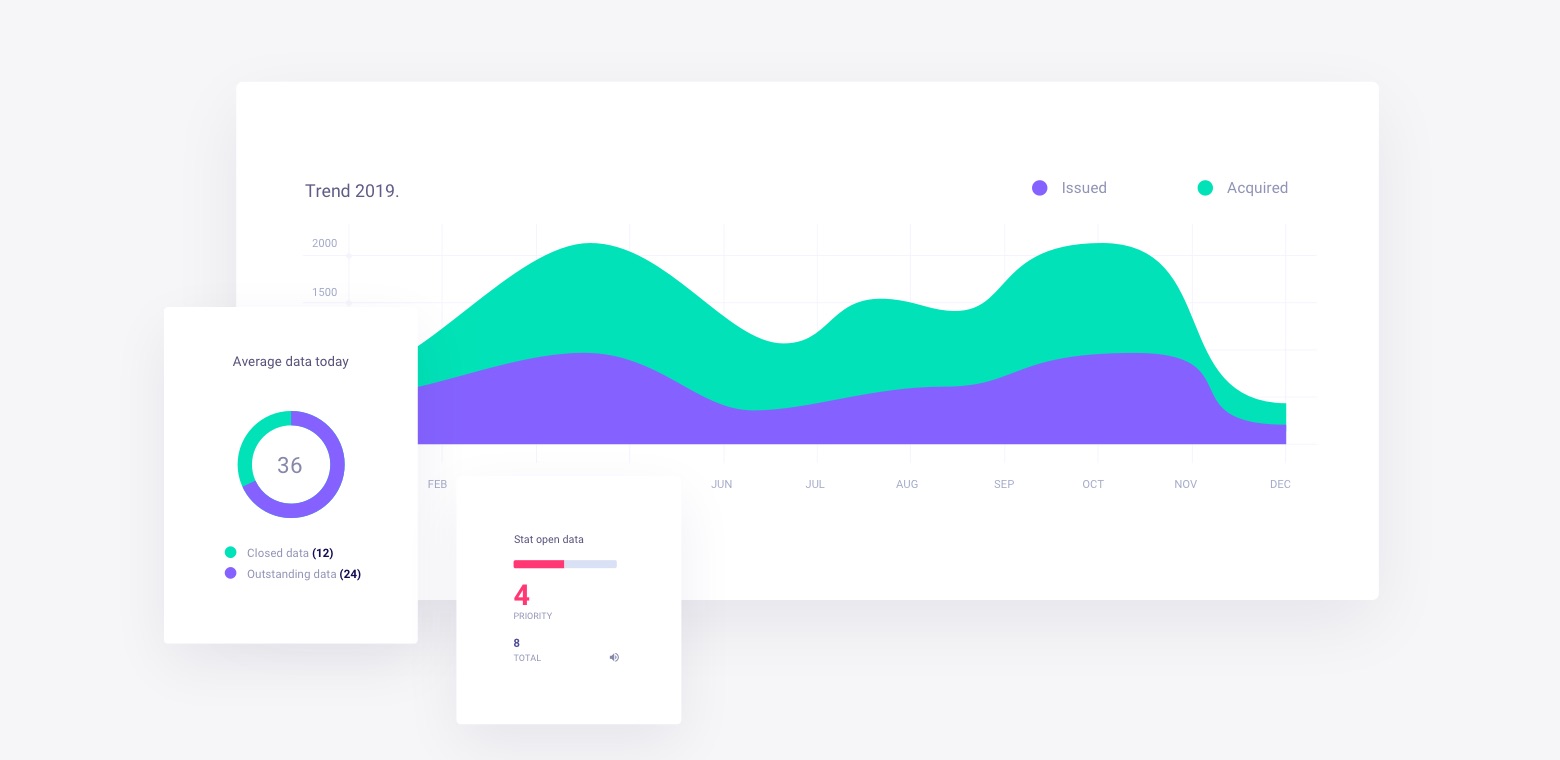 Trend 2019.
Issued
Acquired
2000
1500
FEB
JUN
JUL
AUG
SEP
OCT
NOV
DEC
Average data today
36
Closed data (12)
Outstanding data (24)
Stat open data
4
PRIORITY
8
TOTAL